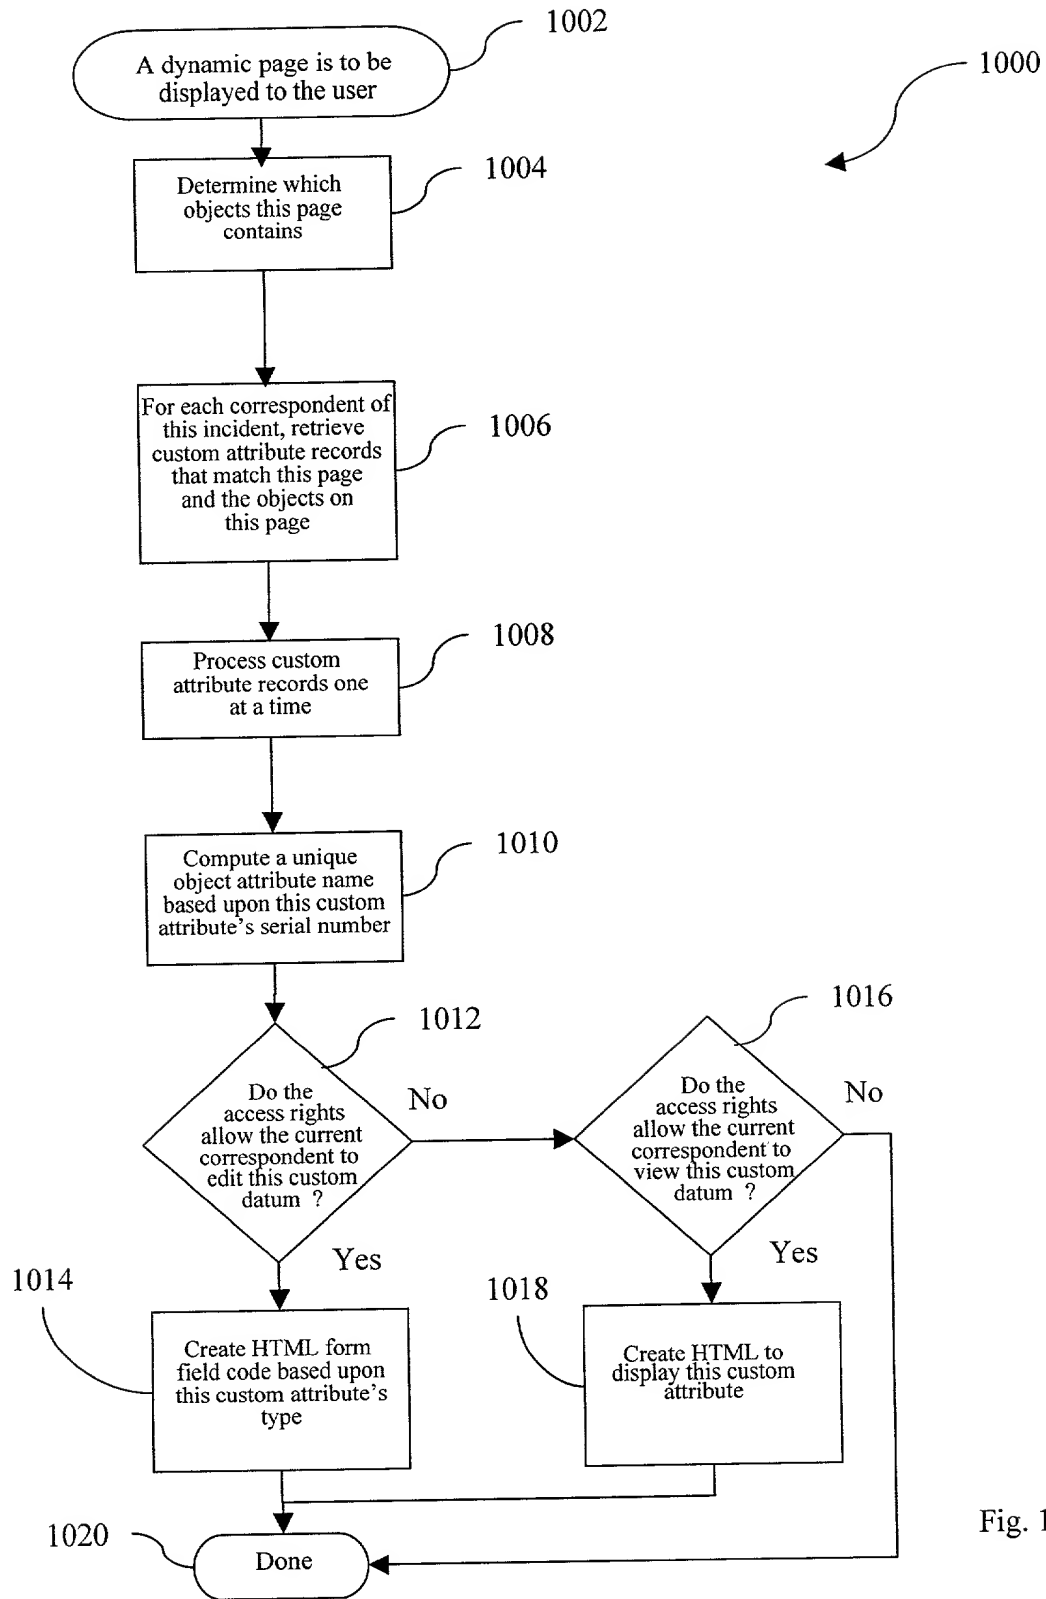 1002
A dynamic page is to be
displayed to the user
1000
1004
Determine which
objects this page
contains
For each correspondent of
this incident, retrieve
custom attribute records
that match this page
and the objects on
this page
1006
1008
Process custom
attribute records one
at a time
1010
Compute a unique
object attribute name
based upon this custom
attribute's serial number
1012
1016
Do the
access rights
allow the current
correspondent to
edit this custom
datum ?
No
Do the
access rights
allow the current
correspondent to
view this custom
datum ?
No
Yes
Yes
1014
1018
Create HTML form
field code based upon
this custom attribute's
type
Create HTML to
display this custom
attribute
1020
Done
Fig. 1